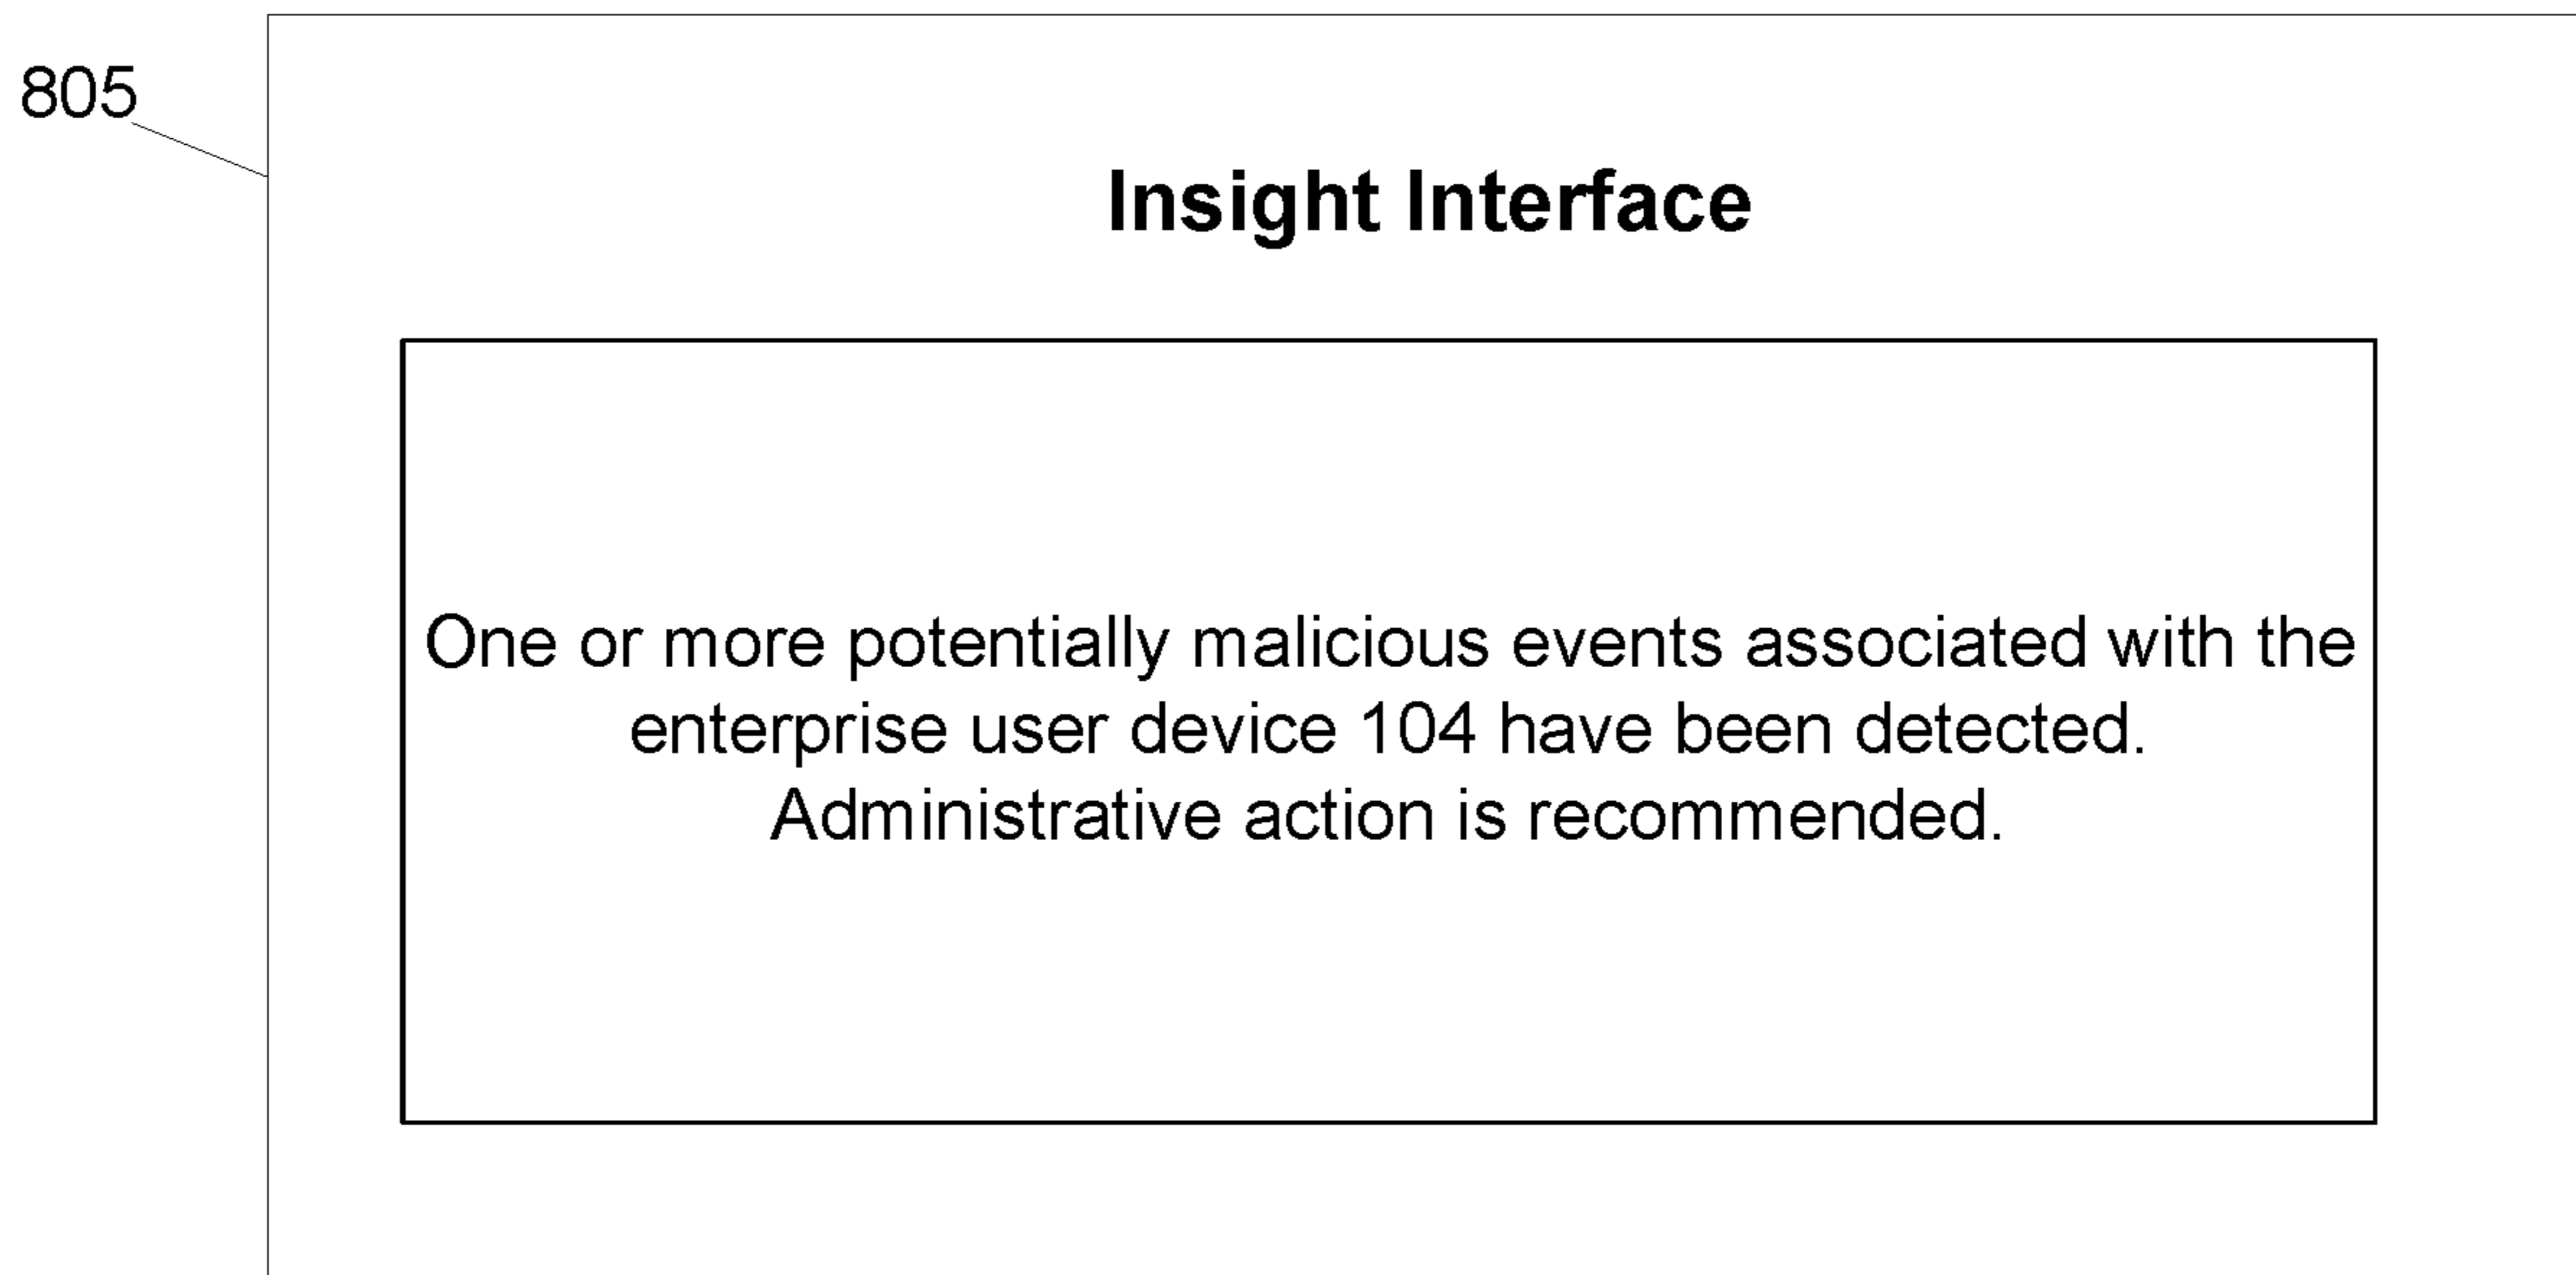 805
Insight Interface
One or more potentially malicious events associated with the
enterprise user device 104 have been detected.
Administrative action is recommended.